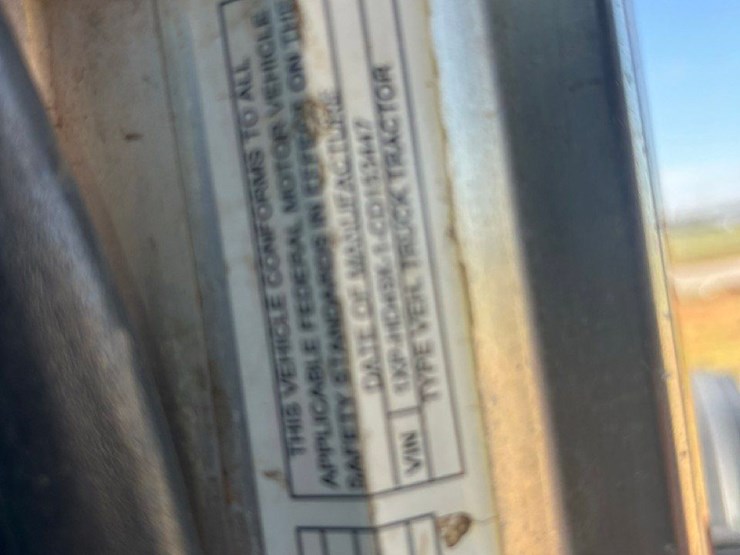 THIS VEHICLE CONFORMS TO ALL
APPLICABLE FEDERAL MOTOR VEHICLE
SAFETY STANDARDS IN EFFECT ON THE
DATE OF MANUFACTURE
VIN
TYPE VEH. TRUCK TRACTOR